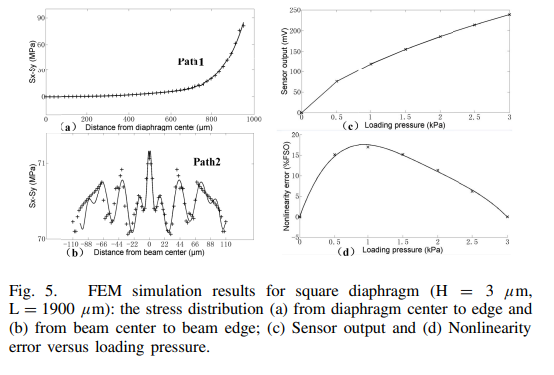 90
60
30
0
Sx-Sy (MPa)
Path1
0 200 400 600 800 1000
(a) Distance from diaphragm center (μm)
71
70
Sx-Sy (MPa)
Path2
-110 -88 -66 -44 -22 0 22 44 66 88 110
(b) Distance from beam center (μm)
250
200
150
100
50
0
Sensor output (mV)
0 0.5 1 1.5 2 2.5 3
(c) Loading pressure (kPa)
20
15
10
5
0
-5
Nonlinearity error (%FSO)
0 0.5 1 1.5 2 2.5 3
(d) Loading pressure (kPa)
Fig. 5. FEM simulation results for square diaphragm (H = 3 μm,
L = 1900 μm): the stress distribution (a) from diaphragm center to edge and
(b) from beam center to beam edge; (c) Sensor output and (d) Nonlinearity
error versus loading pressure.